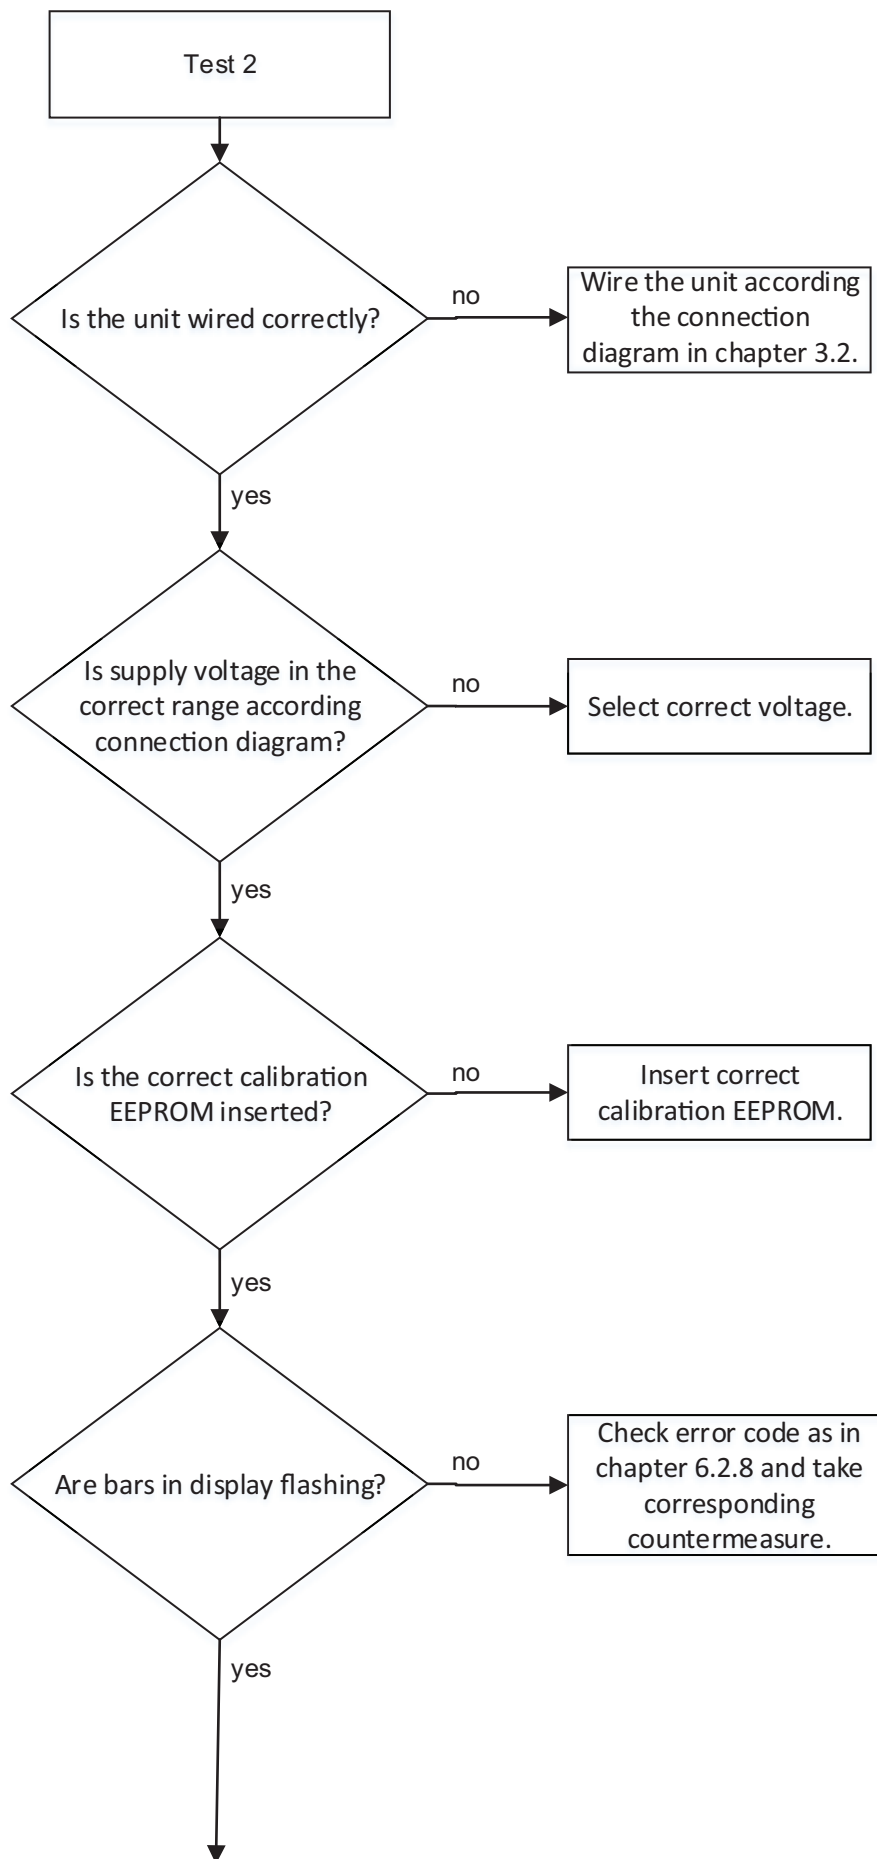 Test 2
Is the unit wired correctly?
no
Wire the unit according
the connection
diagram in chapter 3.2.
yes
Is supply voltage in the
correct range according
connection diagram?
no
Select correct voltage.
yes
Is the correct calibration
EEPROM inserted?
no
Insert correct
calibration EEPROM.
yes
Are bars in display flashing?
no
Check error code as in
chapter 6.2.8 and take
corresponding
countermeasure.
yes